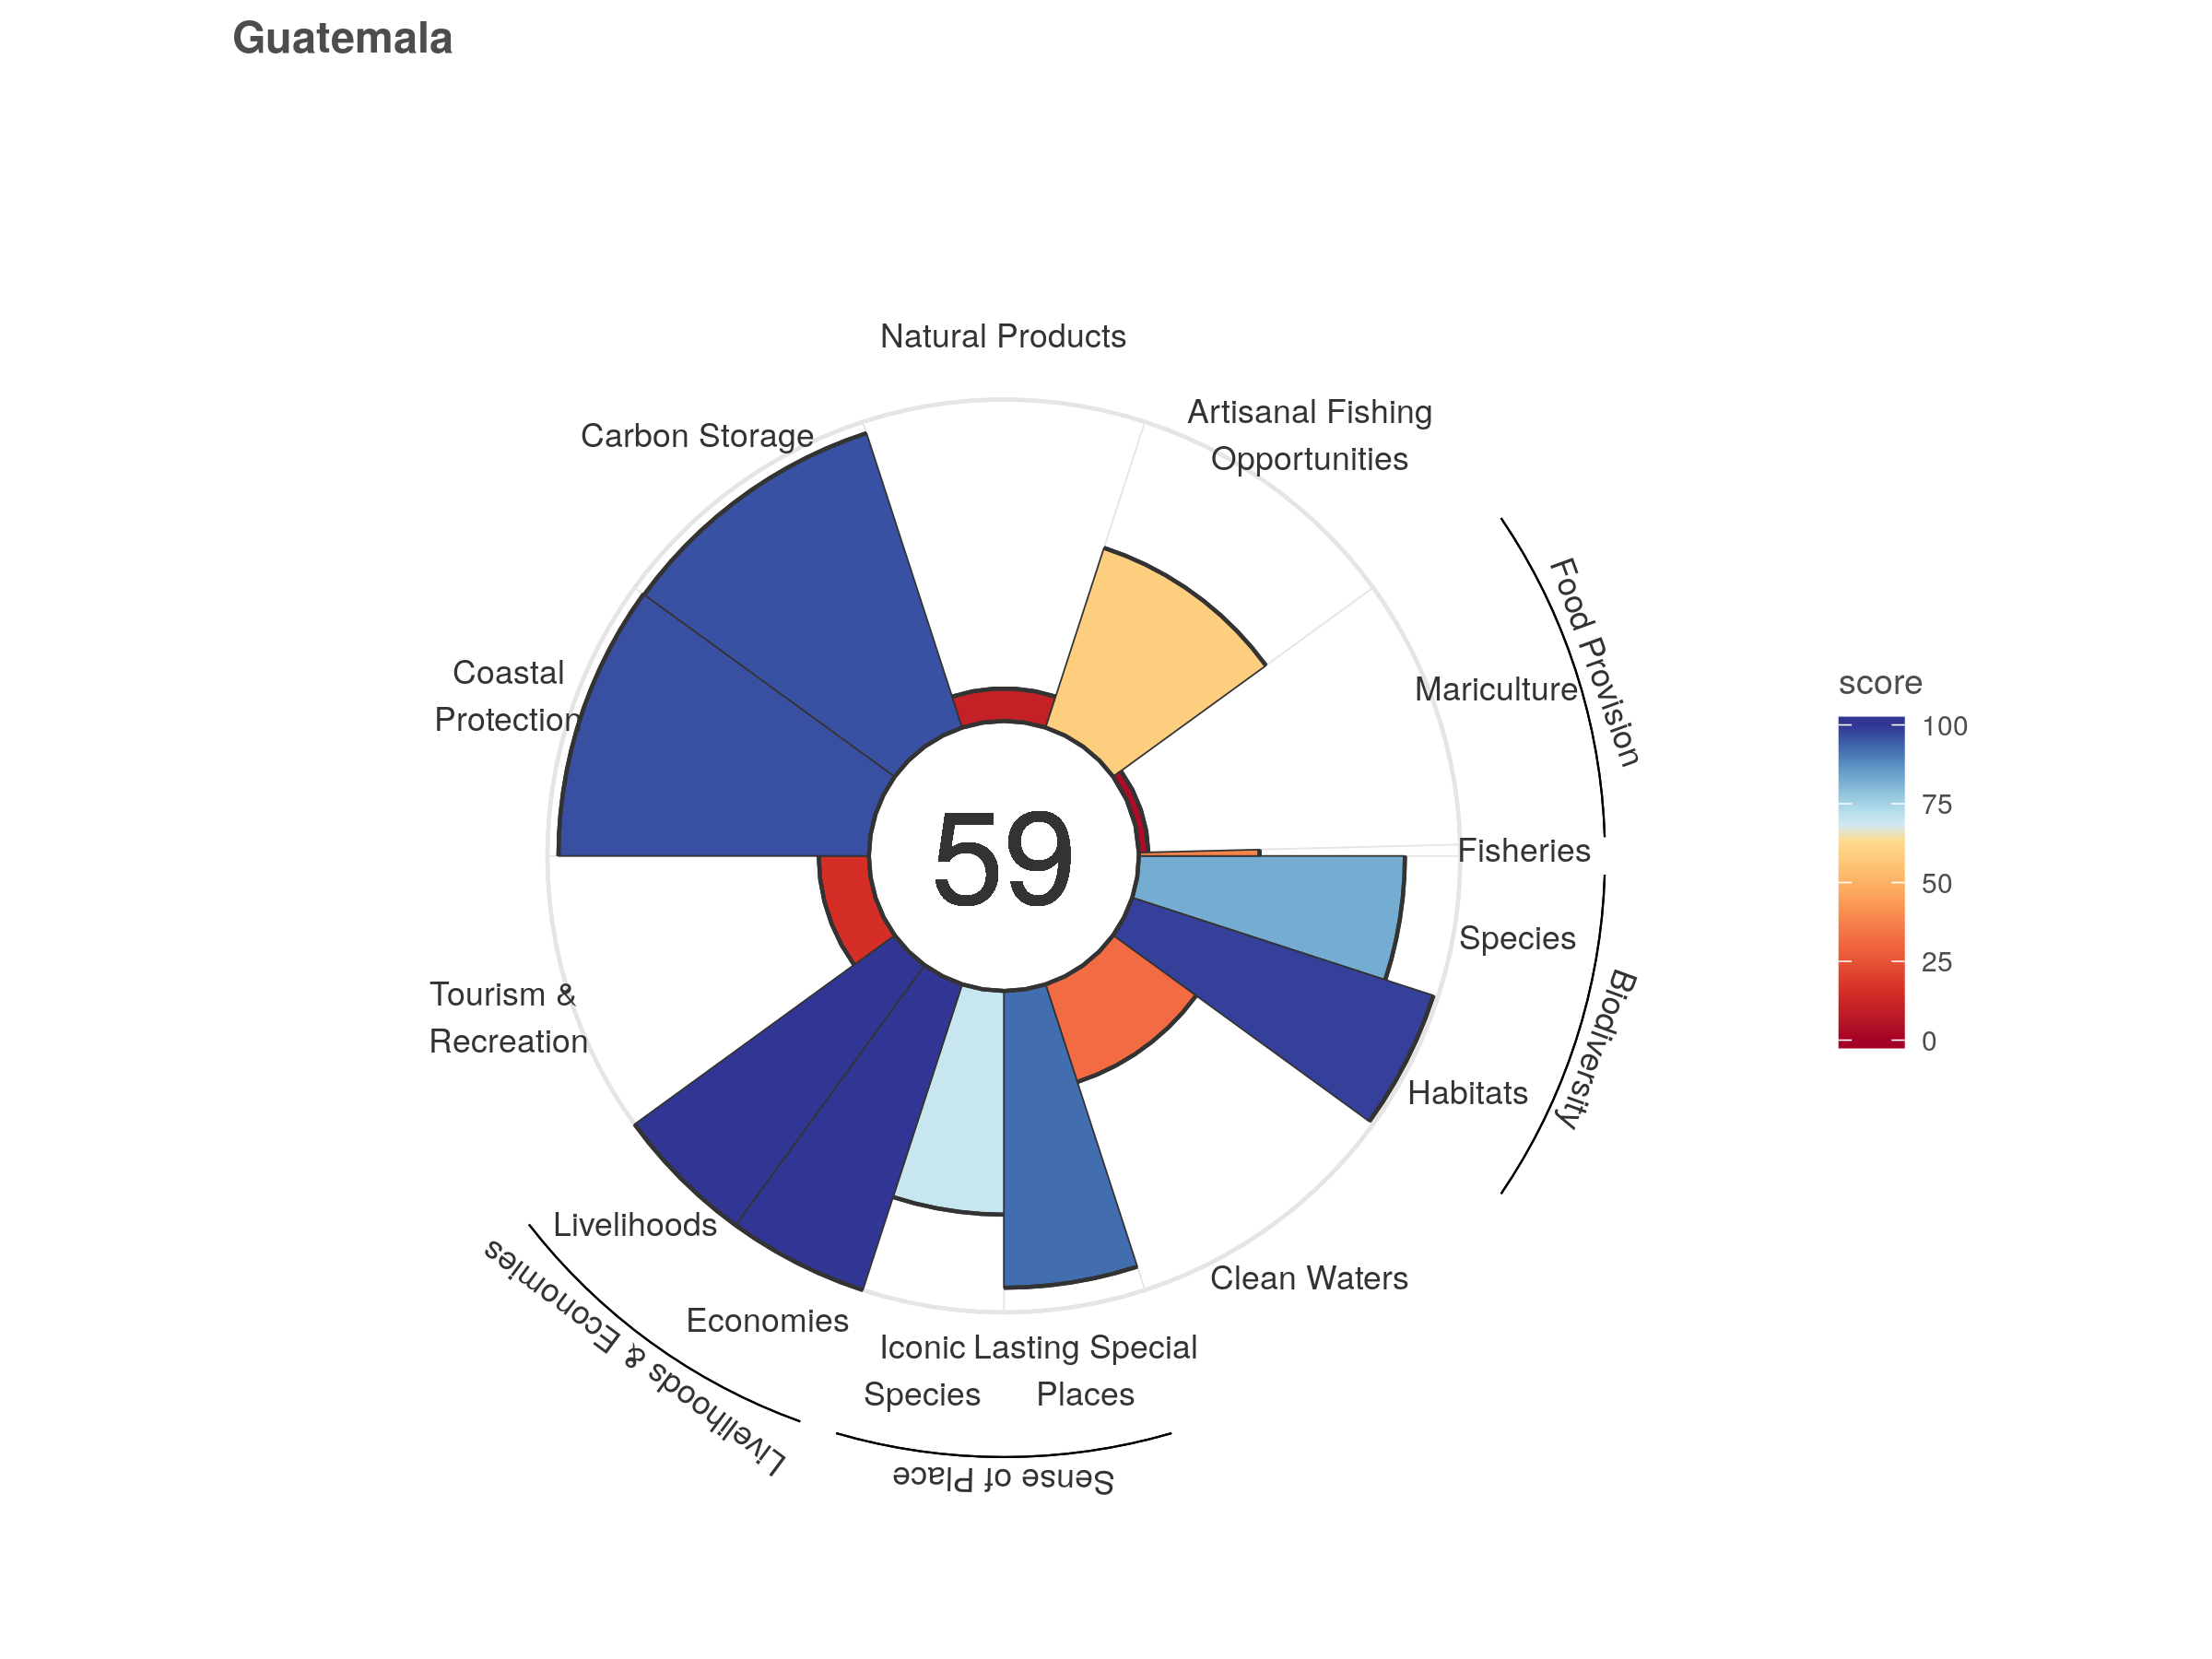 Guatemala
Natural Products
Artisanal Fishing
Opportunities
Carbon Storage
Food Provision
Coastal
Protection
Mariculture
score
100
75
50
25
0
59
Fisheries
Species
Biodiversity
Tourism &
Recreation
Habitats
Livelihoods
Clean Waters
Economies
Livelihoods & Economies
Iconic
Species
Lasting Special
Places
Sense of Place